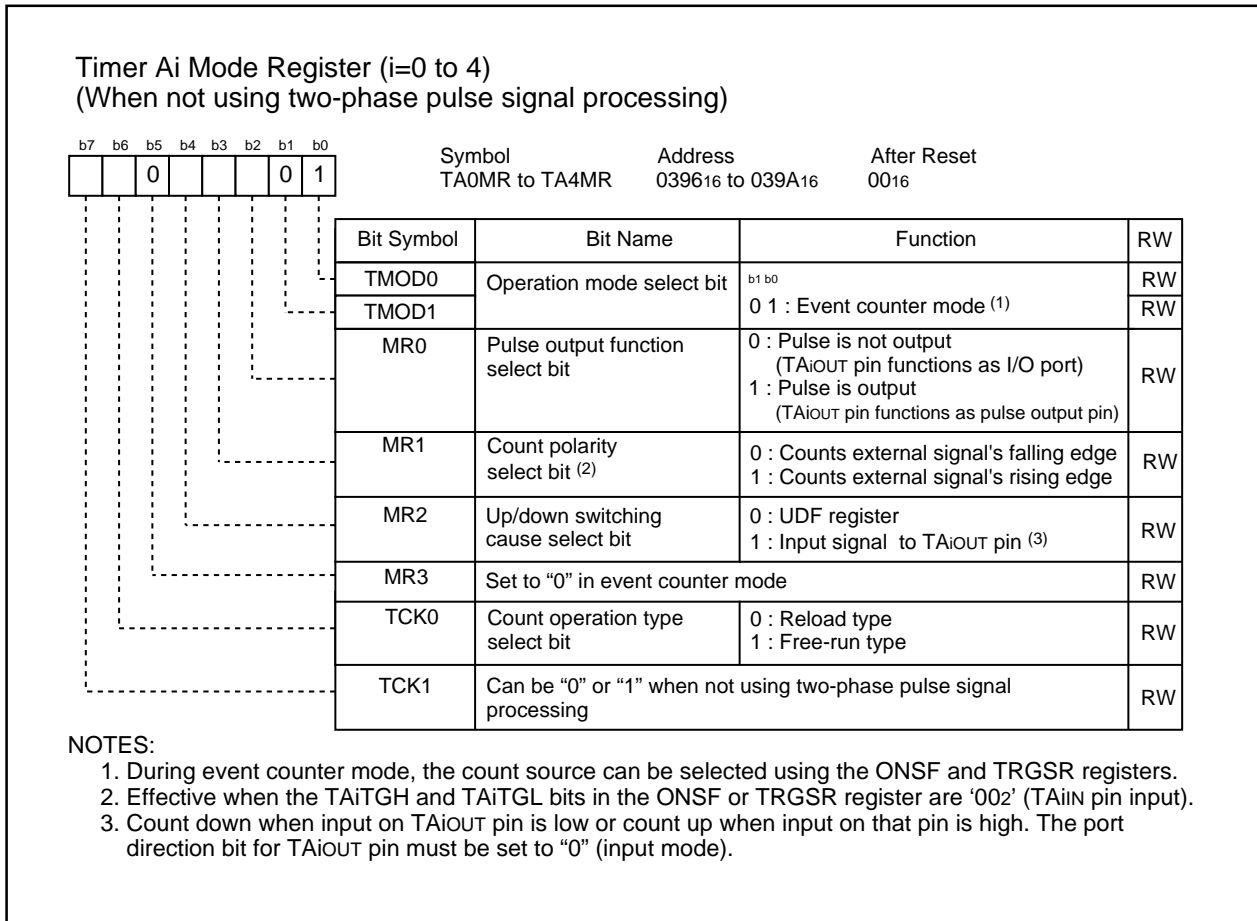 Timer Ai Mode Register (i=0 to 4)
(When not using two-phase pulse signal processing)
b7 b6 b5 b4 b3 b2 b1 b0
0 0 1
Symbol Address After Reset
TA0MR to TA4MR 039616 to 039A16 0016
Bit Symbol Bit Name Function RW
TMOD0 Operation mode select bit b1 b0 RW
TMOD1 0 1 : Event counter mode (1) RW
MR0 Pulse output function 0 : Pulse is not output
select bit (TAiOUT pin functions as I/O port)
1 : Pulse is output RW
(TAiOUT pin functions as pulse output pin)
MR1 Count polarity 0 : Counts external signal's falling edge
select bit (2) 1 : Counts external signal's rising edge RW
MR2 Up/down switching 0 : UDF register
cause select bit 1 : Input signal to TAiOUT pin (3) RW
MR3 Set to “0” in event counter mode RW
TCK0 Count operation type 0 : Reload type
select bit 1 : Free-run type RW
TCK1 Can be “0” or “1” when not using two-phase pulse signal
processing RW
NOTES:
1. During event counter mode, the count source can be selected using the ONSF and TRGSR registers.
2. Effective when the TAiTGH and TAiTGL bits in the ONSF or TRGSR register are ‘002’ (TAiIN pin input).
3. Count down when input on TAiOUT pin is low or count up when input on that pin is high. The port
direction bit for TAiOUT pin must be set to “0” (input mode).